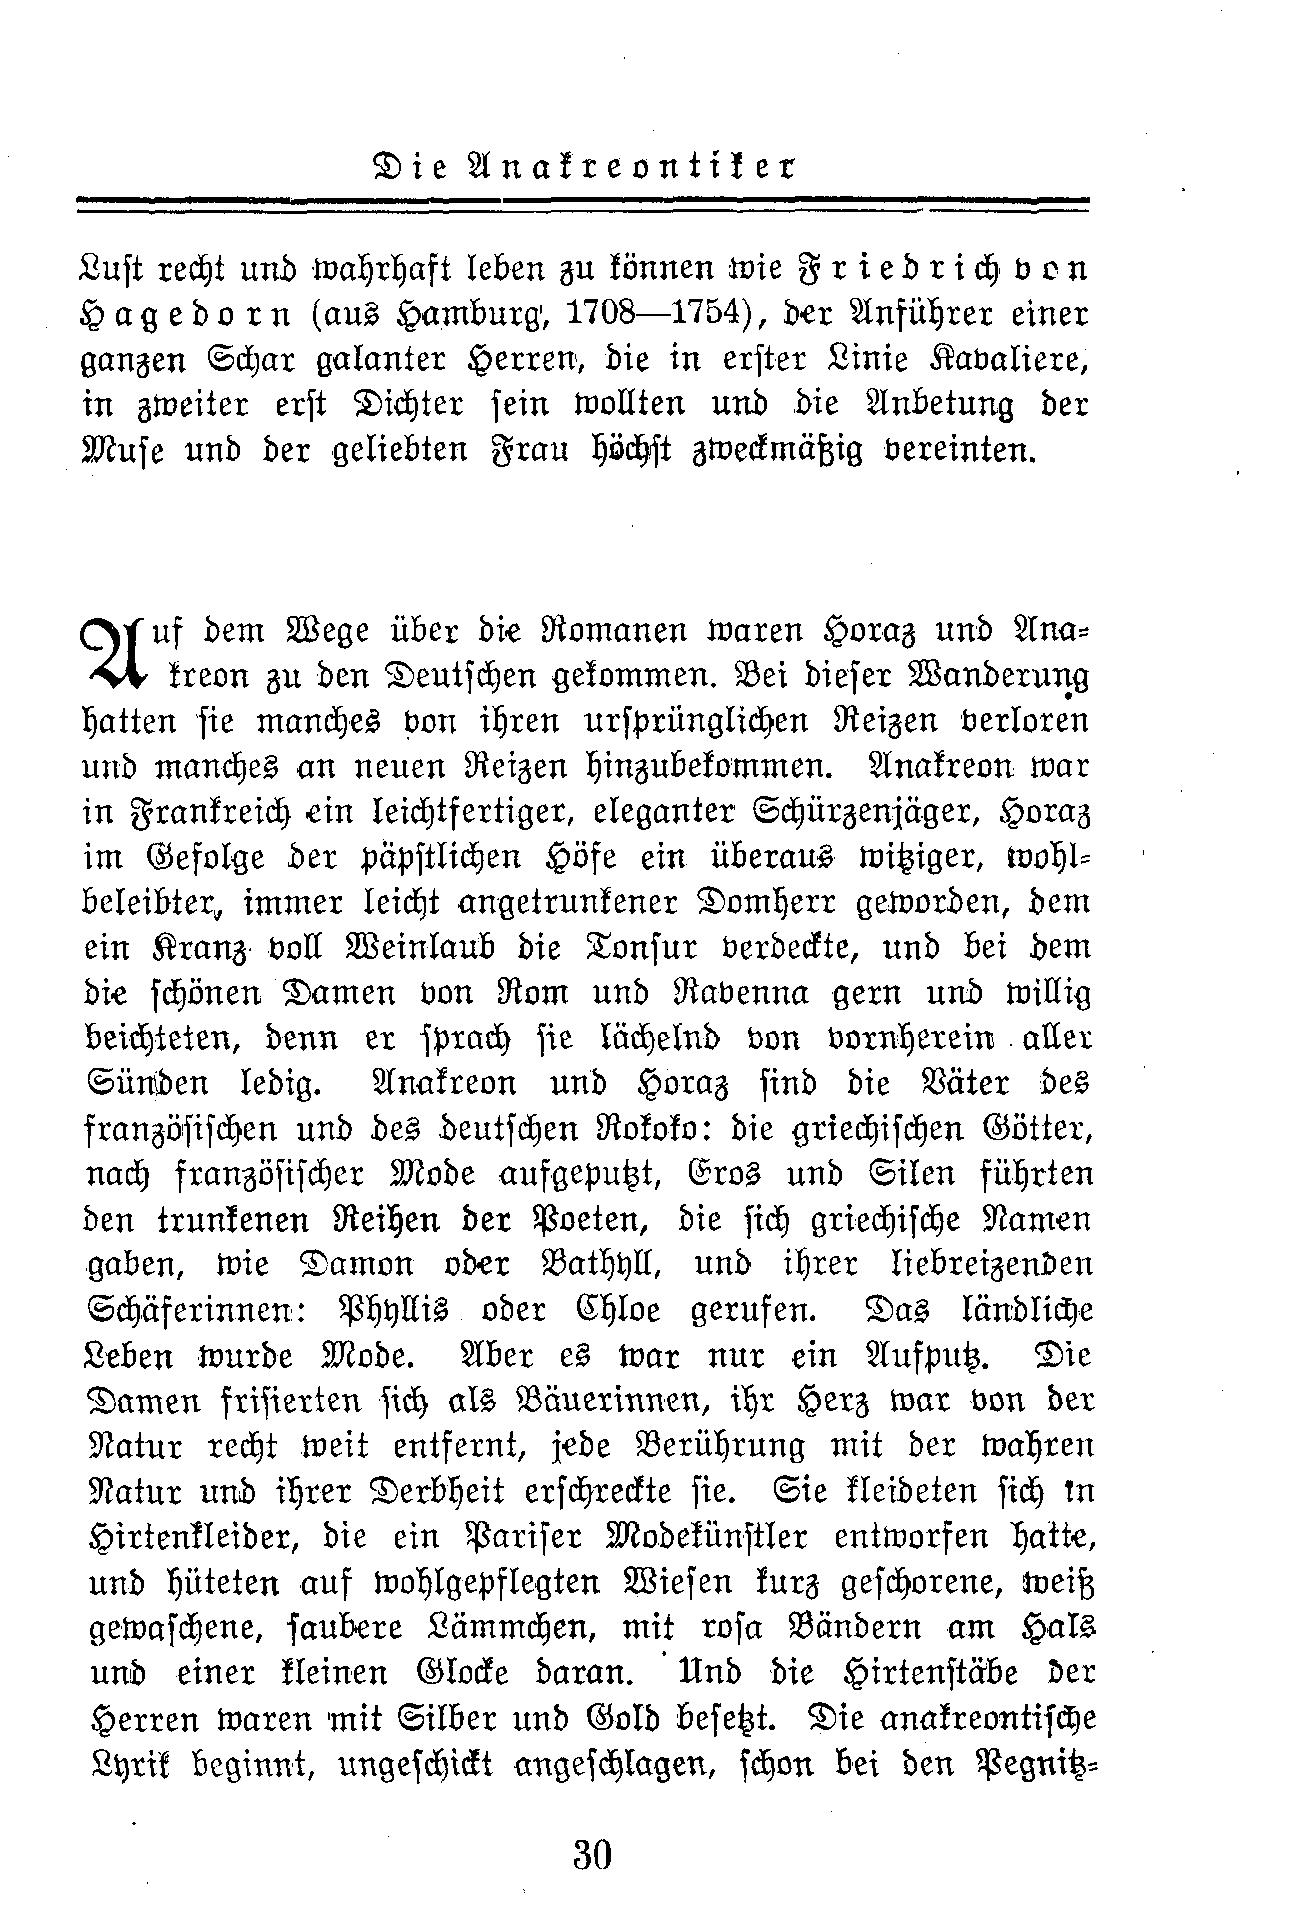 Die Anakreontiker
Lust recht und wahrhaft leben zu können wie Friedrich von
Hagedorn (aus Hamburg, 1708—1754), der Anführer einer
ganzen Schar galanter Herren, die in erster Linie Kavaliere,
in zweiter erst Dichter sein wollten und die Anbetung der
Muse und der geliebten Frau höchst zweckmäßig vereinten.
Auf dem Wege über die Romanen waren Horaz und Ana-
kreon zu den Deutschen gekommen. Bei dieser Wanderung
hatten sie manches von ihren ursprünglichen Reizen verloren
und manches an neuen Reizen hinzubekommen. Anakreon war
in Frankreich ein leichtfertiger, eleganter Schürzenjäger, Horaz
im Gefolge der päpstlichen Höfe ein überaus witziger, wohl-
beleibter, immer leicht angetrunkener Domherr geworden, dem
ein Kranz voll Weinlaub die Tonsur verdeckte, und bei dem
die schönen Damen von Rom und Ravenna gern und willig
beichteten, denn er sprach sie lächelnd von vornherein aller
Sünden ledig. Anakreon und Horaz sind die Väter des
französischen und des deutschen Rokoko: die griechischen Götter,
nach französischer Mode aufgeputzt, Eros und Silen führten
den trunkenen Reihen der Poeten, die sich griechische Namen
gaben, wie Damon oder Bathyll, und ihrer liebreizenden
Schäferinnen: Phyllis oder Chloe gerufen. Das ländliche
Leben wurde Mode. Aber es war nur ein Aufputz. Die
Damen frisierten sich als Bäuerinnen, ihr Herz war von der
Natur recht weit entfernt, jede Berührung mit der wahren
Natur und ihrer Derbheit erschreckte sie. Sie kleideten sich in
Hirtenkleider, die ein Pariser Modekünstler entworfen hatte,
und hüteten auf wohlgepflegten Wiesen kurz geschorene, weiß
gewaschene, saubere Lämmchen, mit rosa Bändern am Hals
und einer kleinen Glocke daran. Und die Hirtenstäbe der
Herren waren mit Silber und Gold besetzt. Die anakreontische
Lyrik beginnt, ungeschickt angeschlagen, schon bei den Pegnitz-
30